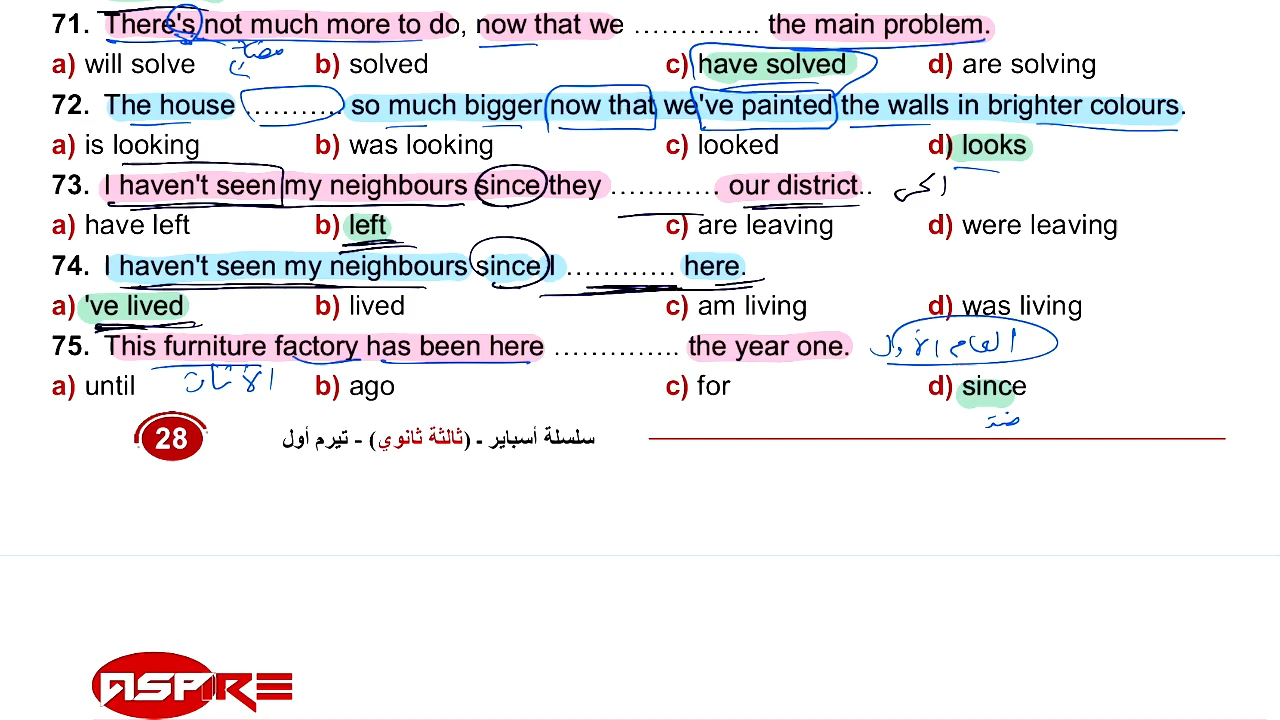 71. There's not much more to do, now that we ………….. the main problem.
مضارع
a) will solve b) solved c) have solved d) are solving
72. The house ………. so much bigger now that we've painted the walls in brighter colours.
a) is looking b) was looking c) looked d) looks
73. I haven't seen my neighbours since they ………… our district.. الحى
a) have left b) left c) are leaving d) were leaving
74. I haven't seen my neighbours since I ………… here.
a) 've lived b) lived c) am living d) was living
75. This furniture factory has been here ………….. the year one. العام الأول
a) until الأثاث b) ago c) for d) since
منذ
28 سلسلة أسباير - (ثالثة ثانوي) - تيرم أول
ASPIRE